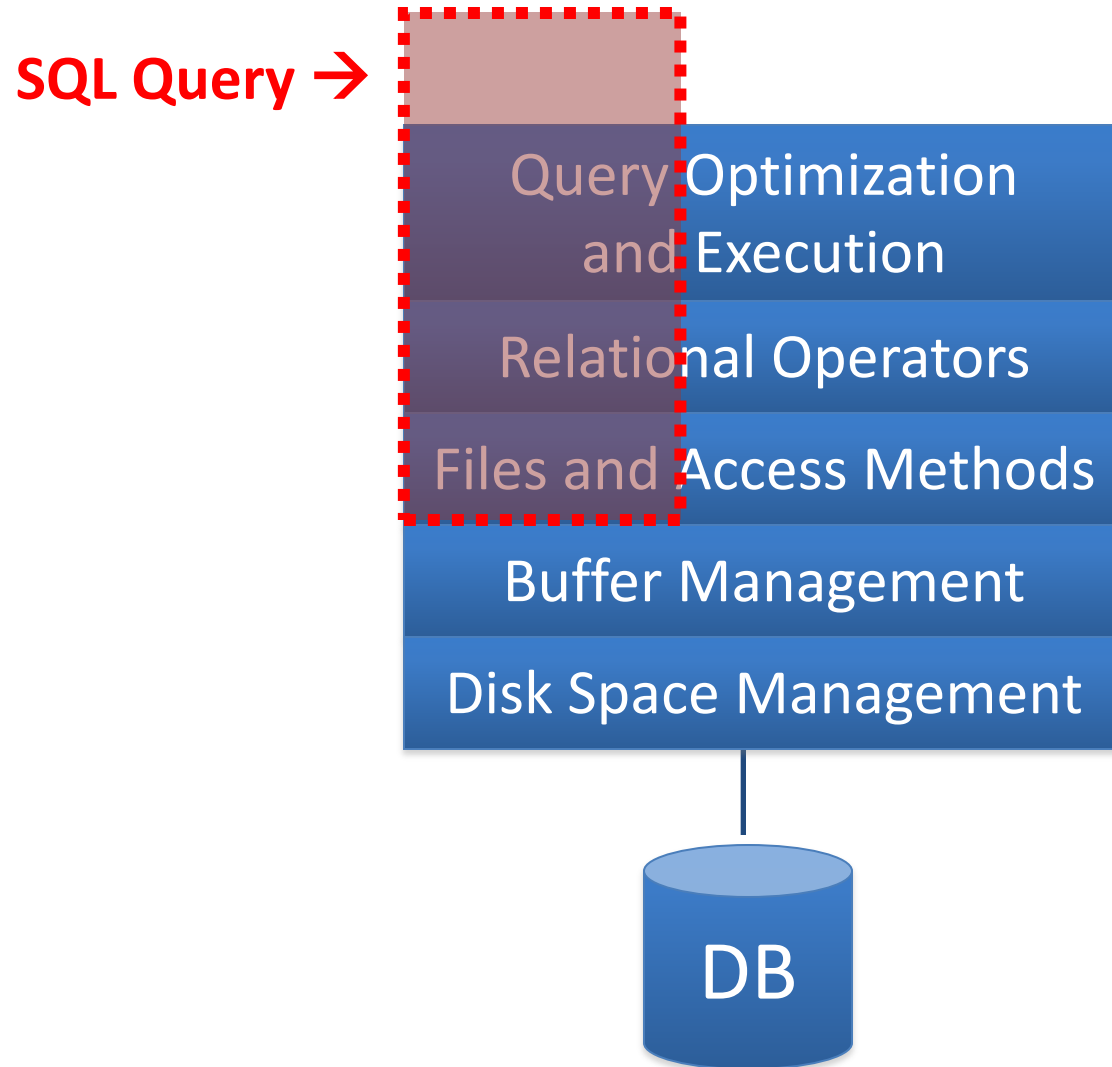 SQL Query →
Query Optimization
and Execution
Relational Operators
Files and Access Methods
Buffer Management
Disk Space Management
DB